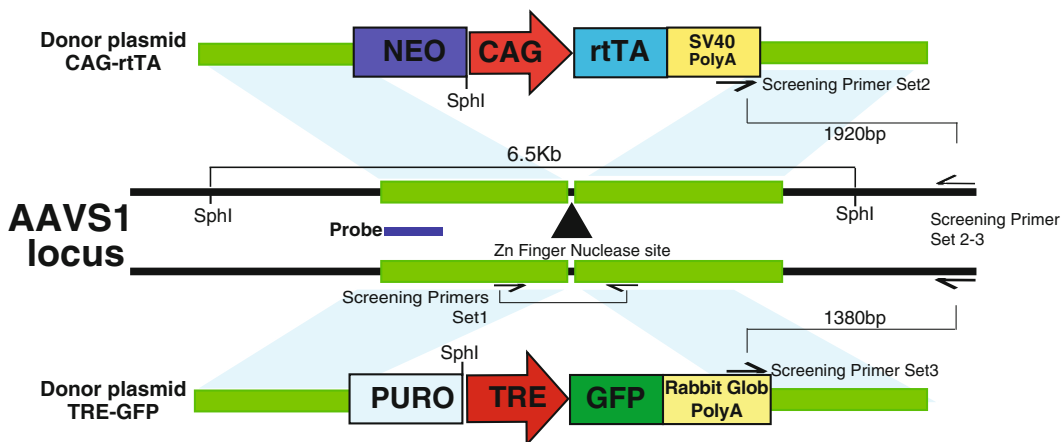 Donor plasmid
CAG-rtTA
NEO
CAG
rtTA
SV40
PolyA
SphI
Screening Primer Set2
1920bp
6.5Kb
AAVS1
locus
SphI
SphI
Probe
Zn Finger Nuclease site
Screening Primer
Set 2-3
Screening Primers
Set1
1380bp
SphI
Screening Primer Set3
Donor plasmid
TRE-GFP
PURO
TRE
GFP
Rabbit Glob
PolyA